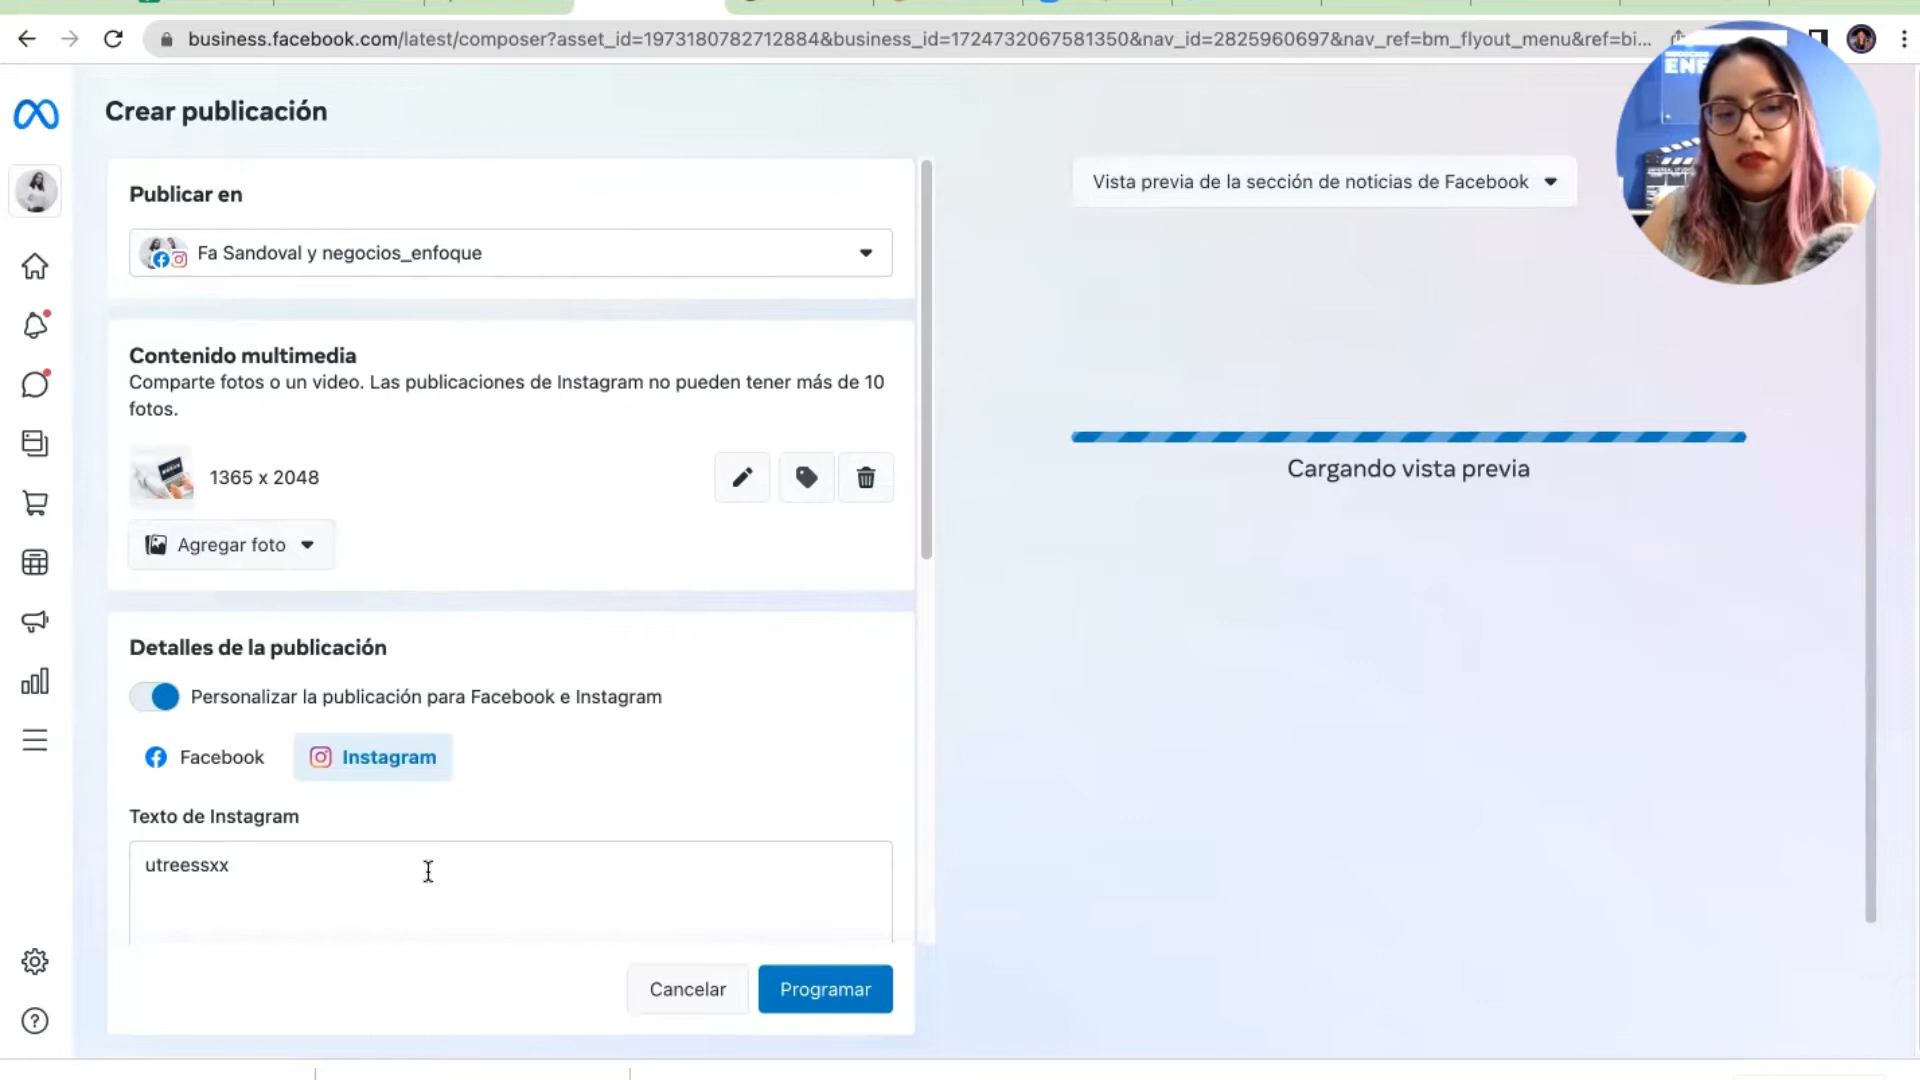 business.facebook.com/latest/composer?asset_id=1973180782712884&business_id=1724732067581350&nav_id=2825960697&nav_ref=bm_flyout_menu&ref=bi...
Crear publicación
Publicar en
Vista previa de la sección de noticias de Facebook
Fa Sandoval y negocios_enfoque
Contenido multimedia
Comparte fotos o un video. Las publicaciones de Instagram no pueden tener más de 10
fotos.
1365 x 2048
Cargando vista previa
Agregar foto
Detalles de la publicación
Personalizar la publicación para Facebook e Instagram
Facebook
Instagram
Texto de Instagram
utreessxx
Cancelar
Programar